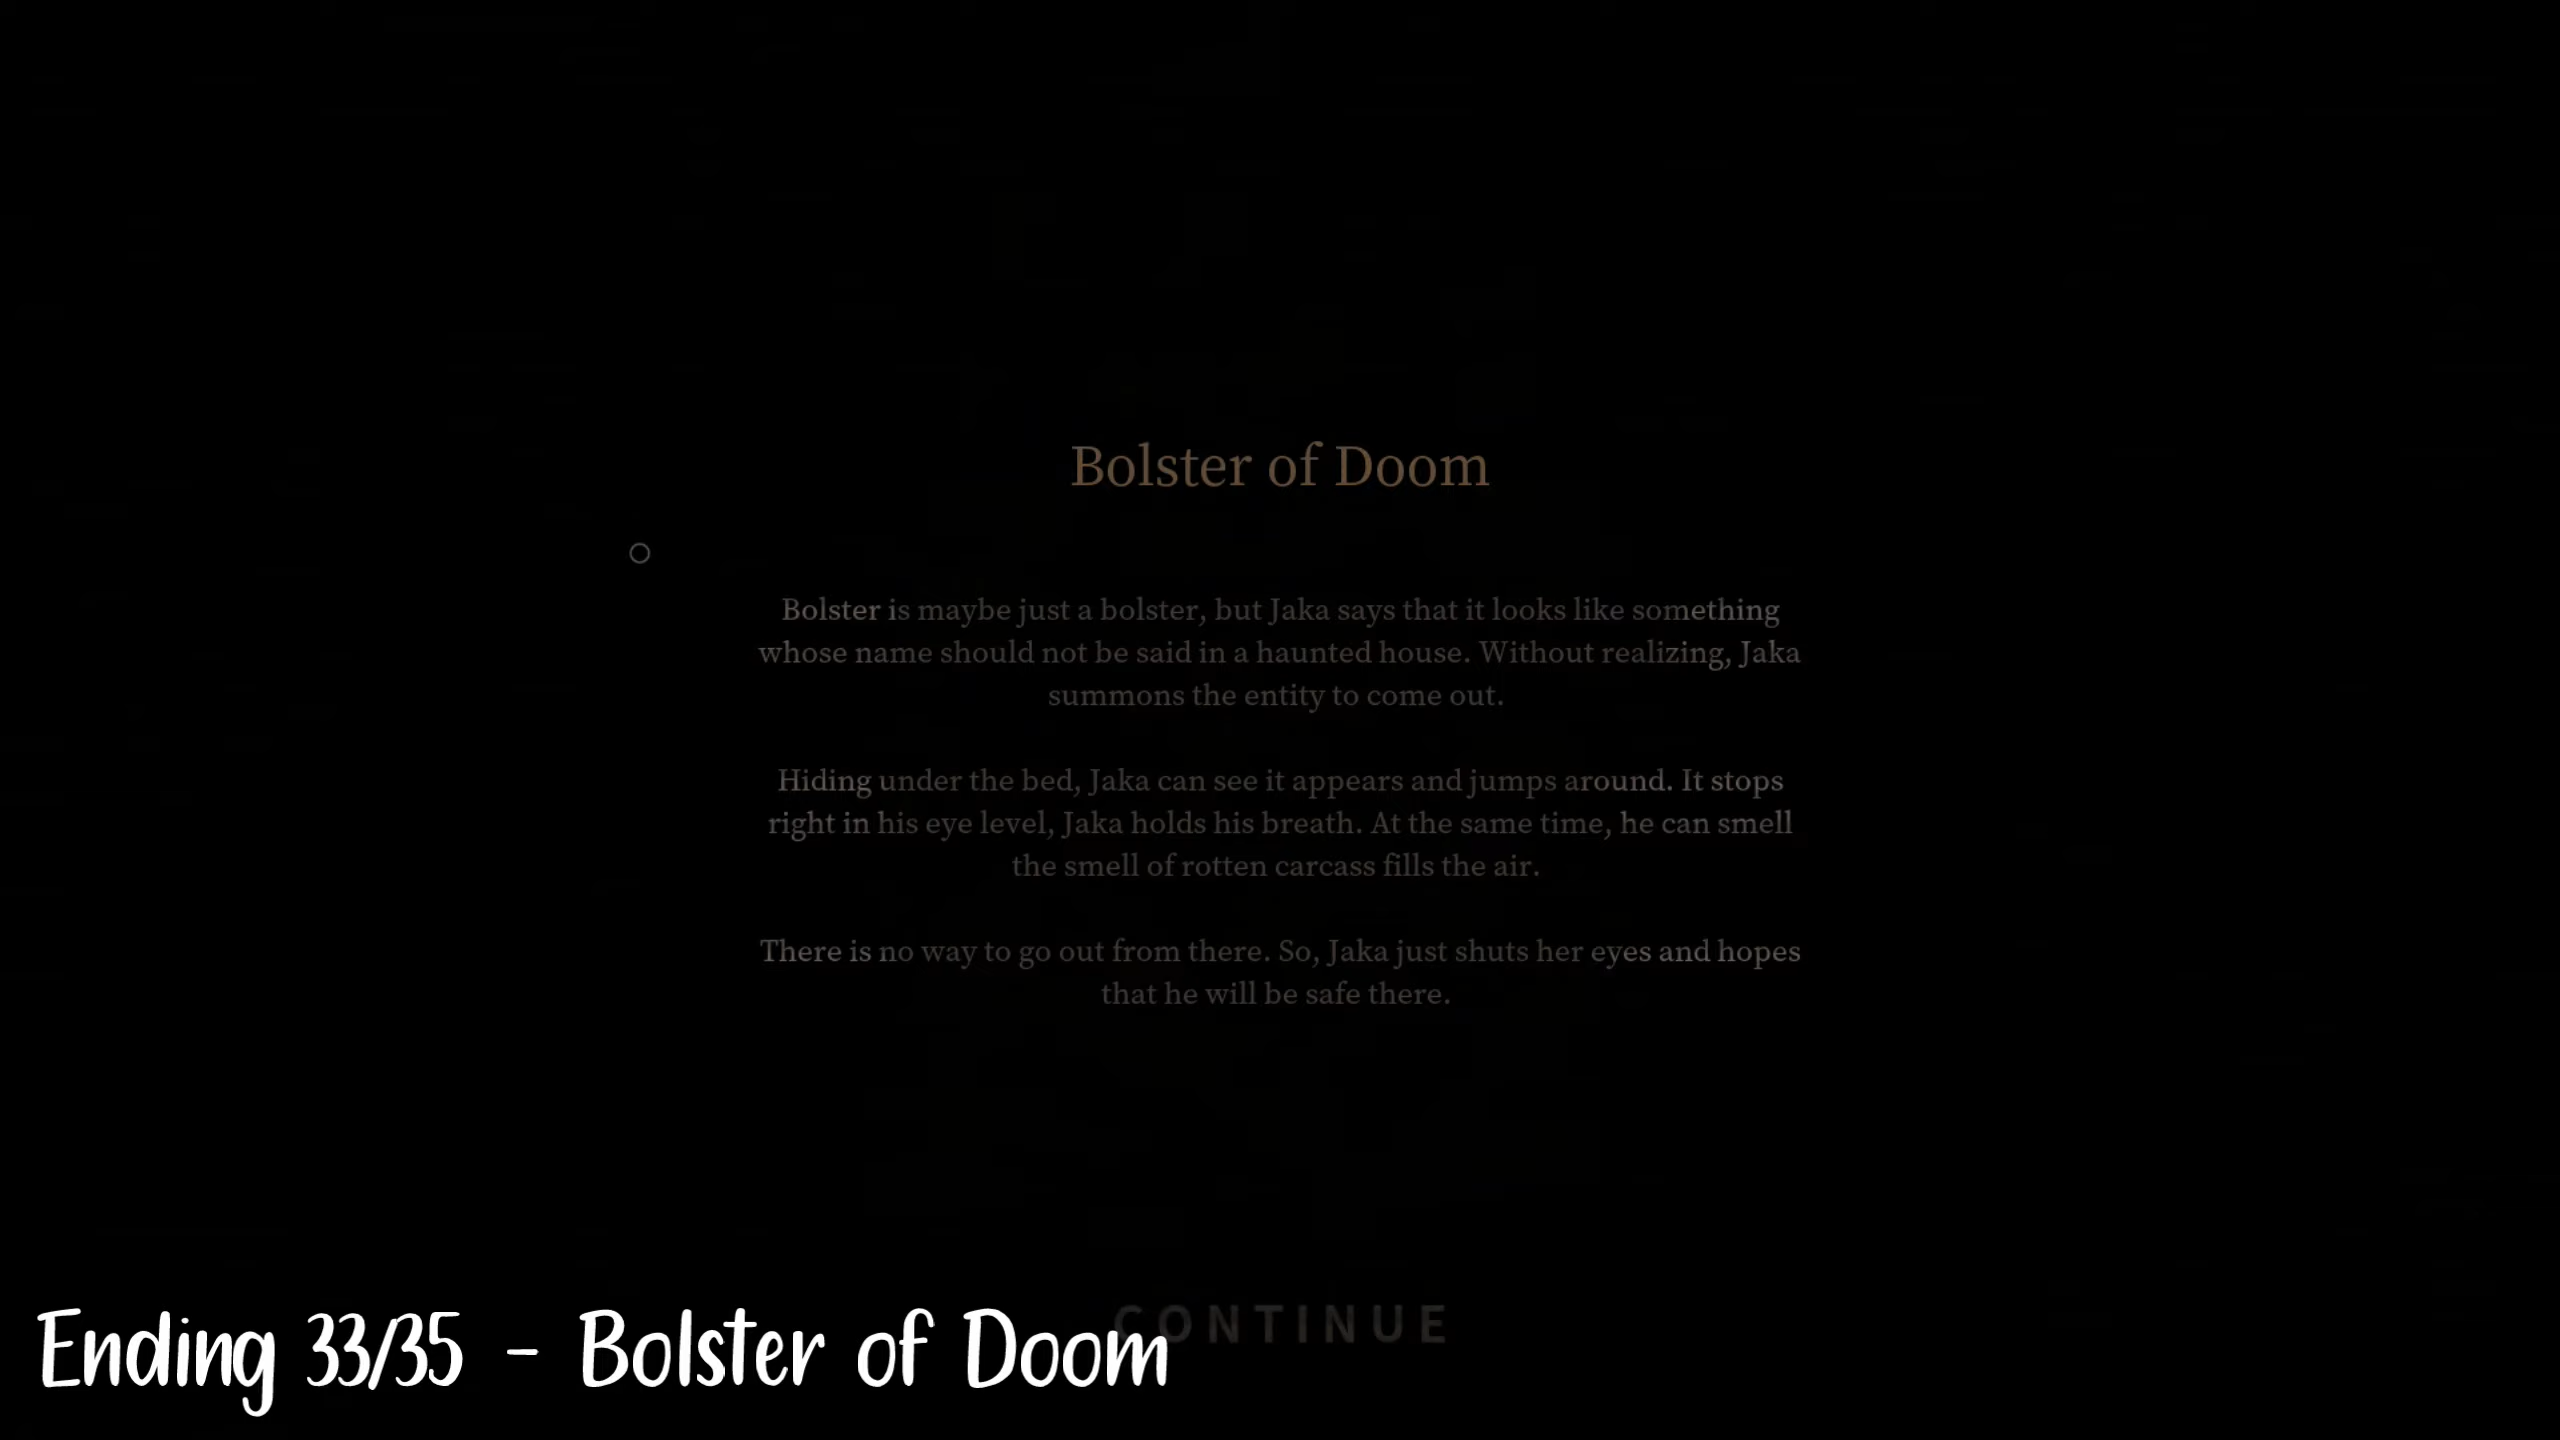 Bolster of Doom
Bolster is maybe just a bolster, but Jaka says that it looks like something
whose name should not be said in a haunted house. Without realizing, Jaka
summons the entity to come out.
Hiding under the bed, Jaka can see it appears and jumps around. It stops
right in his eye level, Jaka holds his breath. At the same time, he can smell
the smell of rotten carcass fills the air.
There is no way to go out from there. So, Jaka just shuts her eyes and hopes
that he will be safe there.
CONTINUE
Ending 33/35 - Bolster of Doom